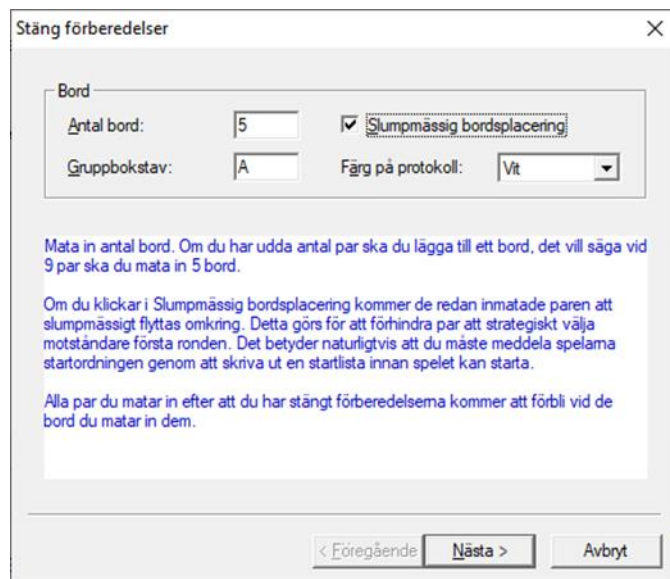 Stäng förberedelser
Bord
Antal bord: 5 Slumpmässig bordsplacering
Gruppbokstav: A Färg på protokoll: Vit
Mata in antal bord. Om du har udda antal par ska du lägga till ett bord, det vill säga vid
9 par ska du mata in 5 bord.
Om du klickar i Slumpmässig bordsplacering kommer de redan inmatade paren att
slumpmässigt flyttas omkring. Detta görs för att förhindra par att strategiskt välja
motståndare första ronden. Det betyder naturligtvis att du måste meddela spelarna
startordningen genom att skriva ut en startlista innan spelet kan starta.
Alla par du matar in efter att du har stängt förberedelserna kommer att förbli vid de
bord du matar in dem.
< Föregående Nästa > Avbryt